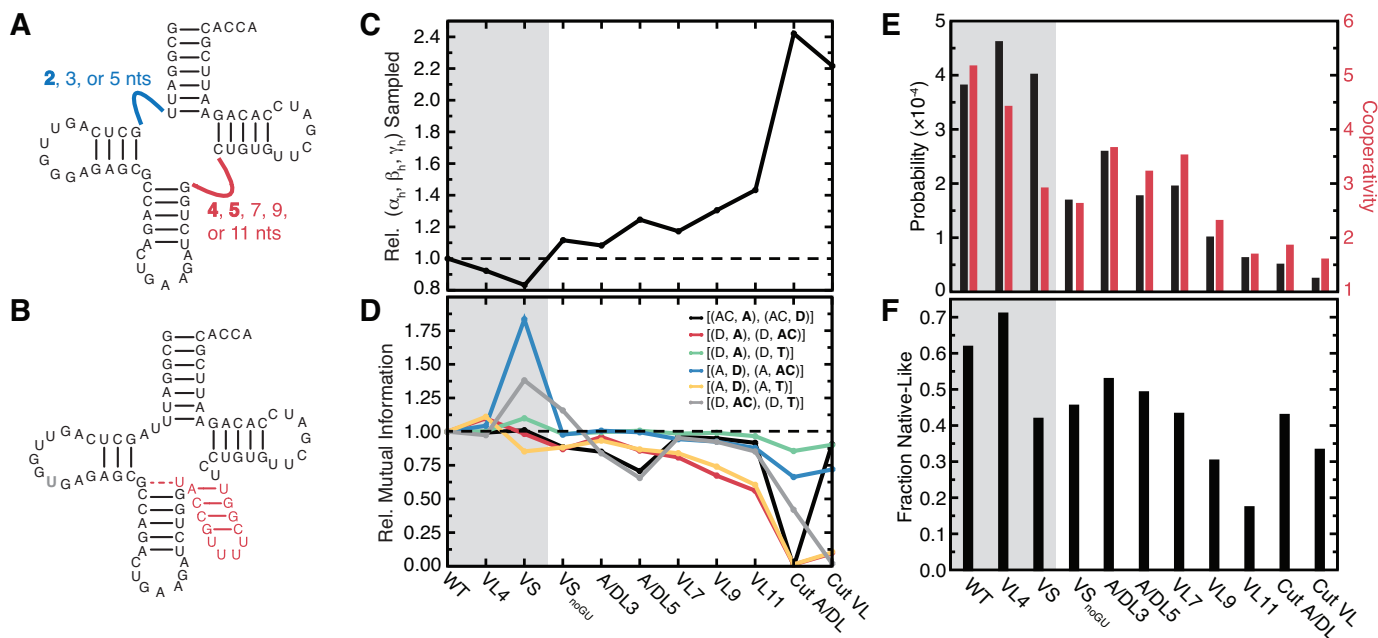 A
CACCA
2, 3, or 5 nts
4, 5, 7, 9,
or 11 nts
B
CACCA
C
Rel. (αh, βh, γh) Sampled
2.4
2.2
2.0
1.8
1.6
1.4
1.2
1.0
0.8
D
Rel. Mutual Information
1.75
1.50
1.25
1.00
0.75
0.50
0.25
0.00
[(AC, A), (AC, D)]
[(D, A), (D, AC)]
[(D, A), (D, T)]
[(A, D), (A, AC)]
[(A, D), (A, T)]
[(D, AC), (D, T)]
WT
VL4
VS
VS noGU
A/DL3
A/DL5
VL7
VL9
VL11
Cut A/DL
Cut VL
E
Probability (×10⁻⁴)
5
4
3
2
1
0
Cooperativity
6
5
4
3
2
1
F
Fraction Native-Like
0.7
0.6
0.5
0.4
0.3
0.2
0.1
0.0
WT
VL4
VS
VS noGU
A/DL3
A/DL5
VL7
VL9
VL11
Cut A/DL
Cut VL